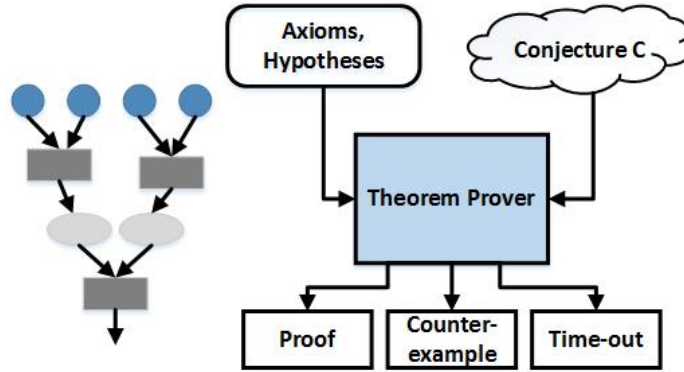 Axioms,
Hypotheses
Conjecture C
Theorem Prover
Proof
Counter-
example
Time-out